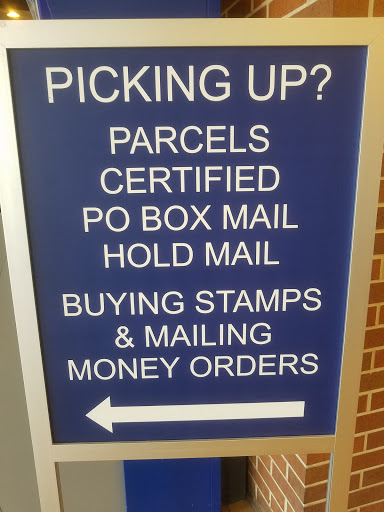 PICKING UP?
PARCELS
CERTIFIED
PO BOX MAIL
HOLD MAIL
BUYING STAMPS
& MAILING
MONEY ORDERS